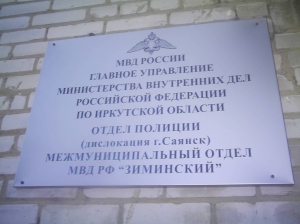 МВД РОССИИ
ГЛАВНОЕ УПРАВЛЕНИЕ
МИНИСТЕРСТВА ВНУТРЕННИХ ДЕЛ
РОССИЙСКОЙ ФЕДЕРАЦИИ
ПО ИРКУТСКОЙ ОБЛАСТИ
ОТДЕЛ ПОЛИЦИИ
(дислокация г.Саянск)
МЕЖМУНИЦИПАЛЬНЫЙ ОТДЕЛ
МВД РФ "ЗИМИНСКИЙ"